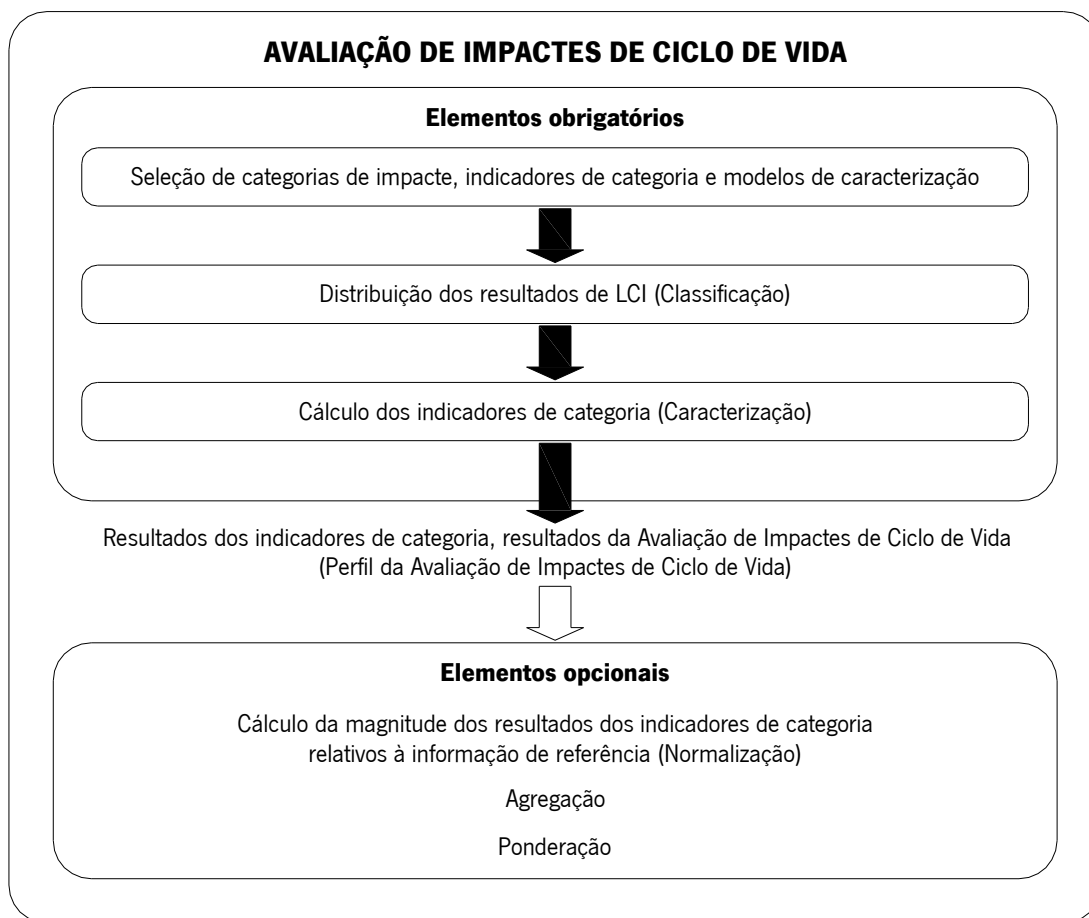 AVALIAÇÃO DE IMPACTES DE CICLO DE VIDA
Elementos obrigatórios
Seleção de categorias de impacte, indicadores de categoria e modelos de caracterização
Distribuição dos resultados de LCI (Classificação)
Cálculo dos indicadores de categoria (Caracterização)
Resultados dos indicadores de categoria, resultados da Avaliação de Impactes de Ciclo de Vida
(Perfil da Avaliação de Impactes de Ciclo de Vida)
Elementos opcionais
Cálculo da magnitude dos resultados dos indicadores de categoria
relativos à informação de referência (Normalização)
Agregação
Ponderação